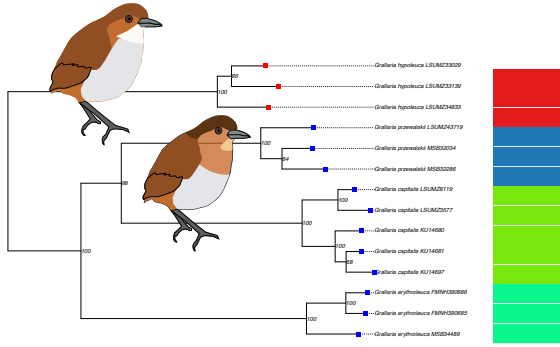 Grallaria hypoleuca LSUMZ33029
86
Grallaria hypoleuca LSUMZ33139
100
Grallaria hypoleuca LSUMZ34833
Grallaria przewalskii LSUMZ43719
100
Grallaria przewalskii MSB32034
64
Grallaria przewalskii MSB32286
98
Grallaria capitalis LSUMZ8119
100
Grallaria capitalis LSUMZ3577
100
Grallaria capitalis KU14680
100
Grallaria capitalis KU14681
68
Grallaria capitalis KU14697
100
Grallaria erythroleuca FMNH390686
100
Grallaria erythroleuca FMNH390685
100
Grallaria erythroleuca MSB34489